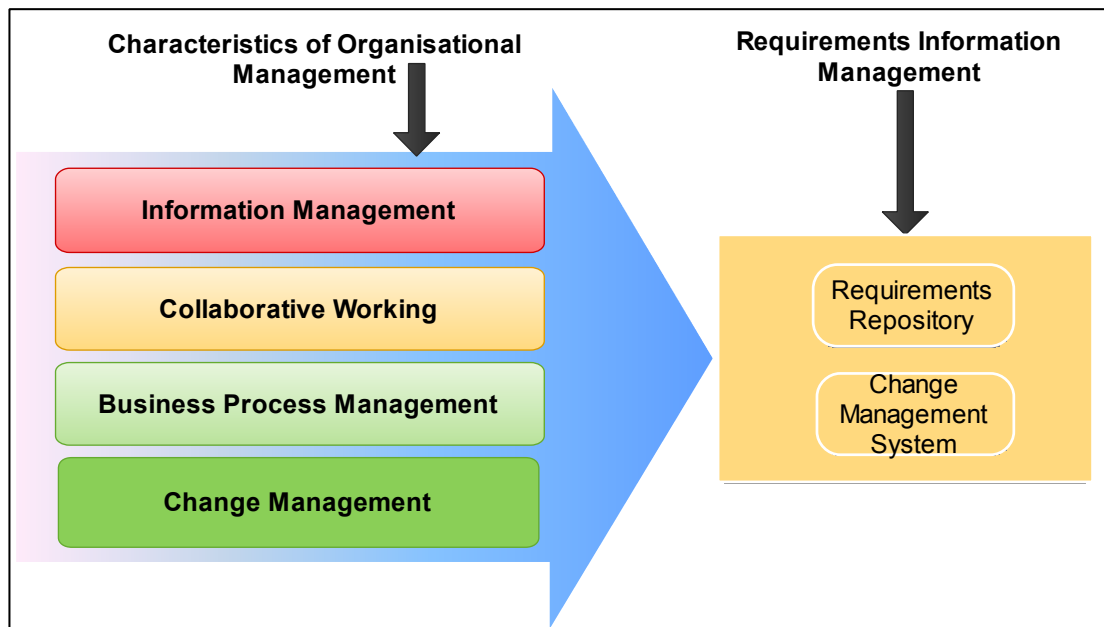 Characteristics of Organisational
Management
Requirements Information
Management
Information Management
Collaborative Working
Business Process Management
Change Management
Requirements
Repository
Change
Management
System